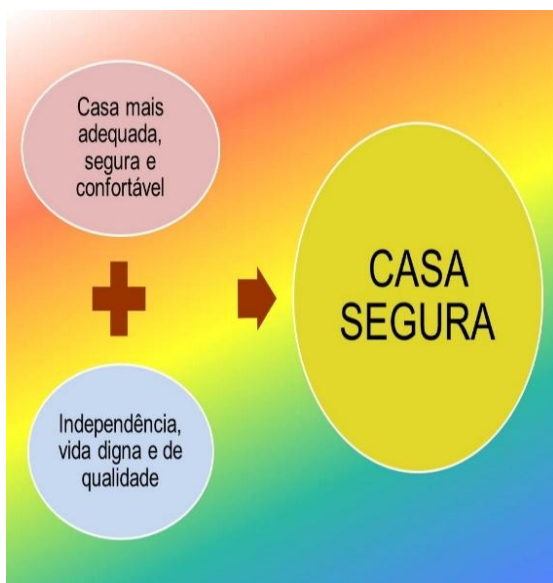 Casa mais
adequada,
segura e
confortável
Independência,
vida digna e de
qualidade
CASA
SEGURA